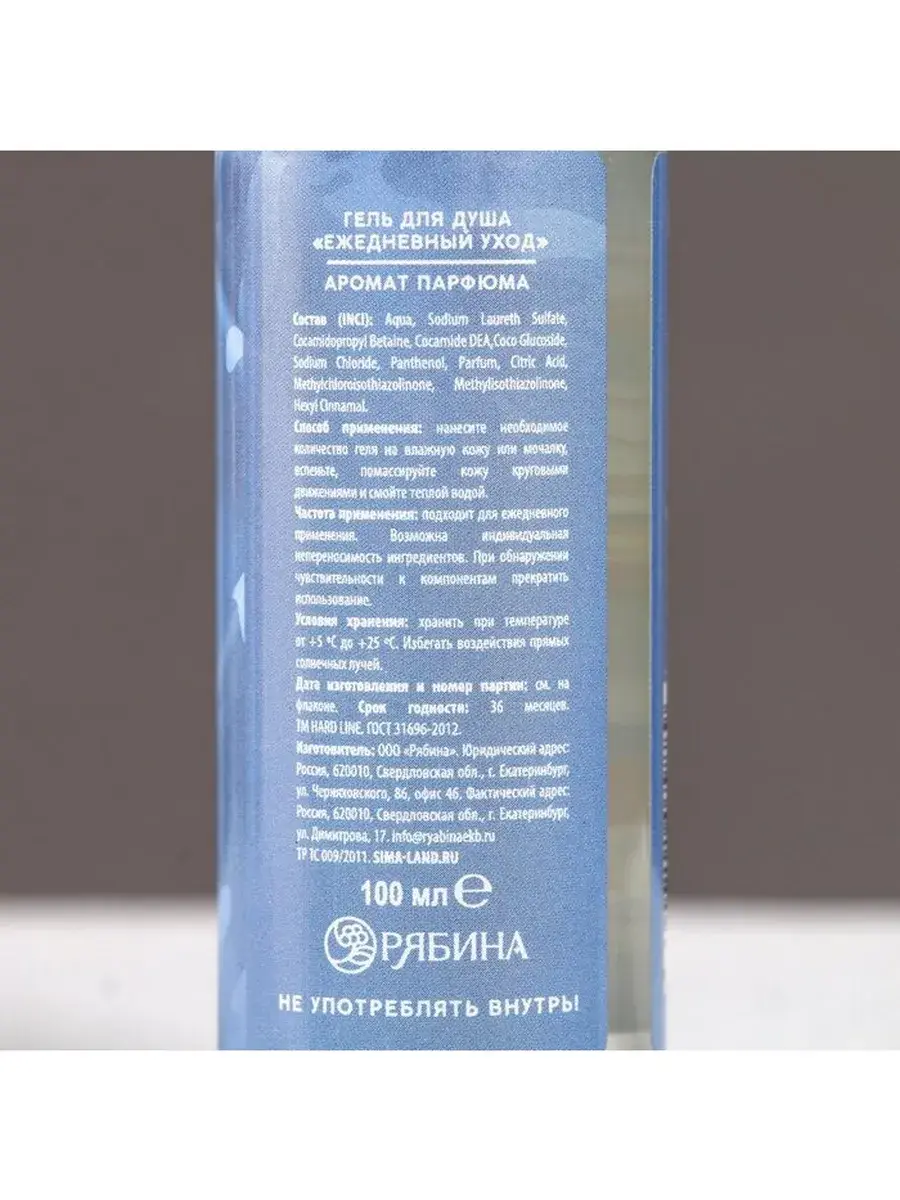 ГЕЛЬ ДЛЯ ДУША
«ЕЖЕДНЕВНЫЙ УХОД»
АРОМАТ ПАРФЮМА
Состав (INCI): Aqua, Sodium Laureth Sulfate,
Cocamidopropyl Betaine, Cocamide DEA,Coco Glucoside,
Sodium Chloride, Panthenol, Parfum, Citric Acid,
Methylchloroisothiazolinone, Methylisothiazolinone,
Hexyl Cinnamal.
Способ применения: нанесите необходимое
количество геля на влажную кожу или мочалку,
вспеньте, помассируйте кожу круговыми
движениями и смойте теплой водой.
Частота применения: подходит для ежедневного
применения. Возможна индивидуальная
непереносимость ингредиентов. При обнаружении
чувствительности к компонентам прекратить
использование.
Условия хранения: хранить при температуре
от +5 °С до +25 °С. Избегать воздействия прямых
солнечных лучей.
Дата изготовления и номер партии: см. на
флаконе. Срок годности: 36 месяцев.
TM HARD LINE. ГОСТ 31696-2012.
Изготовитель: ООО «Рябина». Юридический адрес:
Россия, 620010, Свердловская обл., г. Екатеринбург,
ул. Черняховского, 86, офис 46. Фактический адрес:
Россия, 620010, Свердловская обл., г. Екатеринбург,
ул. Димитрова, 17. info@ryabinaekb.ru
ТР ТС 009/2011. SIMA-LAND.RU
100 мл ℮
РЯБИНА
НЕ УПОТРЕБЛЯТЬ ВНУТРЬ!